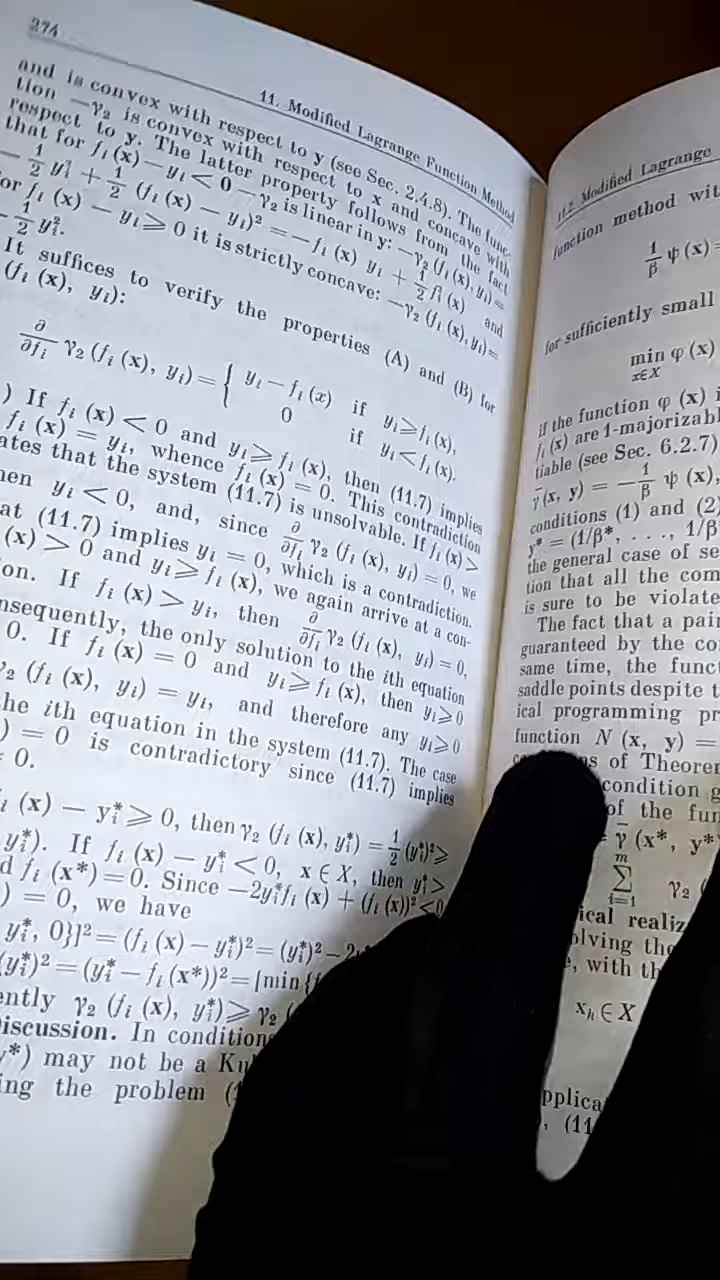 274
11. Modified Lagrange Function Method
and is convex with respect to y (see Sec. 2.4.8). The func-
tion —γ₂ is convex with respect to x and concave with
respect to y. The latter property follows from the fact
that for fᵢ (x) — yᵢ < 0 —γ₂ is linear in y: —γ₂ (fᵢ (x), yᵢ) =
— 1/2 yᵢ² + 1/2 (fᵢ (x) — yᵢ)² = —fᵢ (x) yᵢ + 1/2 fᵢ² (x) and
or fᵢ (x) — yᵢ ⩾ 0 it is strictly concave: —γ₂ (fᵢ (x), yᵢ) =
— 1/2 yᵢ².
It suffices to verify the properties (A) and (B) for
(fᵢ (x), yᵢ):
∂/∂fᵢ γ₂ (fᵢ (x), yᵢ) = { yᵢ — fᵢ (x) if yᵢ ⩾ fᵢ (x),
0 if yᵢ < fᵢ (x).
) If fᵢ (x) < 0 and yᵢ ⩾ fᵢ (x), then (11.7) implies
fᵢ (x) = yᵢ, whence fᵢ (x) = 0. This contradiction
ates that the system (11.7) is unsolvable. If fᵢ (x) >
yᵢ < 0, and, since ∂/∂fᵢ γ₂ (fᵢ (x), yᵢ) = 0, we
at (11.7) implies yᵢ = 0, which is a contradiction.
(x) > 0 and yᵢ ⩾ fᵢ (x), we again arrive at a con-
on. If fᵢ (x) > yᵢ, then ∂/∂fᵢ γ₂ (fᵢ (x), yᵢ) = 0,
nsequently, the only solution to the ith equation
0. If fᵢ (x) = 0 and yᵢ ⩾ fᵢ (x), then yᵢ ⩾ 0
γ₂ (fᵢ (x), yᵢ) = yᵢ, and therefore any yᵢ ⩾ 0
he ith equation in the system (11.7). The case
) = 0 is contradictory since (11.7) implies
0.
(x) — yᵢ* ⩾ 0, then γ₂ (fᵢ (x), yᵢ*) = 1/2 (yᵢ*)² ⩾
yᵢ*). If fᵢ (x) — yᵢ* < 0, x ∈ X, then yᵢ* >
d fᵢ (x*) = 0. Since —2yᵢ*fᵢ (x) + (fᵢ (x))² < 0
) = 0, we have
yᵢ*, 0}]² = (fᵢ (x) — yᵢ*)² = (yᵢ*)² — 2
(yᵢ*)² = (yᵢ* — fᵢ (x*))² = [min {f
ently γ₂ (fᵢ (x), yᵢ*) ⩾ γ₂
iscussion. In condition
*) may not be a Ku
ing the problem (1
11.2. Modified Lagrange
function method wit
1/β ψ (x) =
for sufficiently small
min φ (x)
x∈X
if the function φ (x) i
fᵢ (x) are 1-majorizabl
tiable (see Sec. 6.2.7)
γ̄ (x, y) = — 1/β ψ (x),
conditions (1) and (2)
y* = (1/β*, . . ., 1/β
the general case of se
tion that all the com
is sure to be violate
The fact that a pair
guaranteed by the co
same time, the funct
saddle points despite t
ical programming pr
function N (x, y) =
ns of Theorem
condition g
of the fun
= γ̄ (x*, y*)
m
∑ γ₂ (
i=1
ical realiz
olving the
, with th
xₖ ∈ X
pplica
, (11